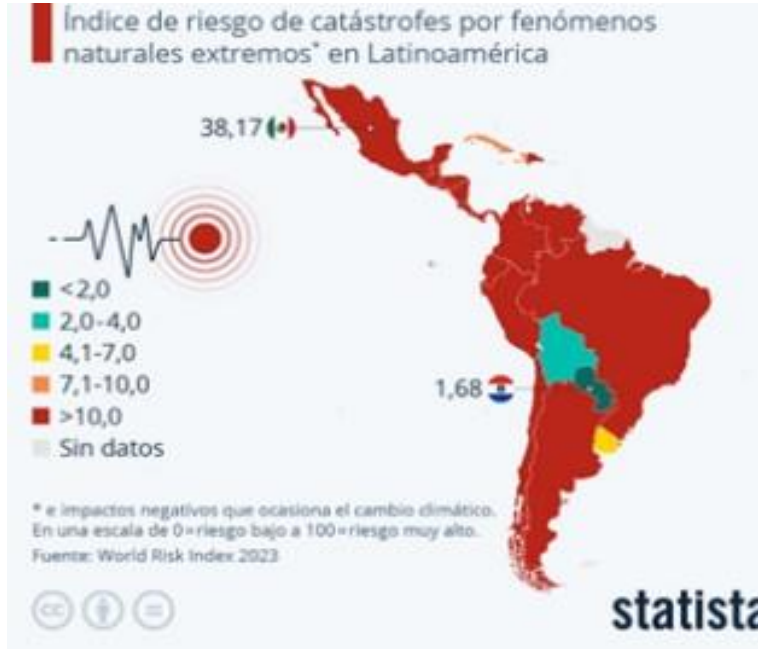 Índice de riesgo de catástrofes por fenómenos
naturales extremos* en Latinoamérica
38,17
<2,0
2,0-4,0
4,1-7,0
7,1-10,0
>10,0
Sin datos
1,68
* e impactos negativos que ocasiona el cambio climático.
En una escala de 0=riesgo bajo a 100=riesgo muy alto.
Fuente: World Risk Index 2023
cc
statista